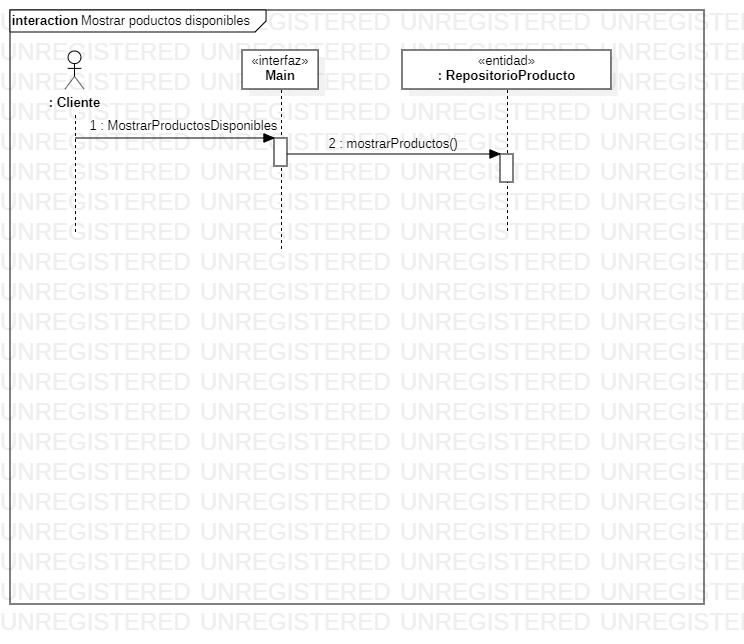 interaction Mostrar poductos disponibles
«interfaz»
Main
«entidad»
: RepositorioProducto
: Cliente
1 : MostrarProductosDisponibles
2 : mostrarProductos()
UNREGISTERED UNREGISTERED UNREGISTERED UNREGISTERED